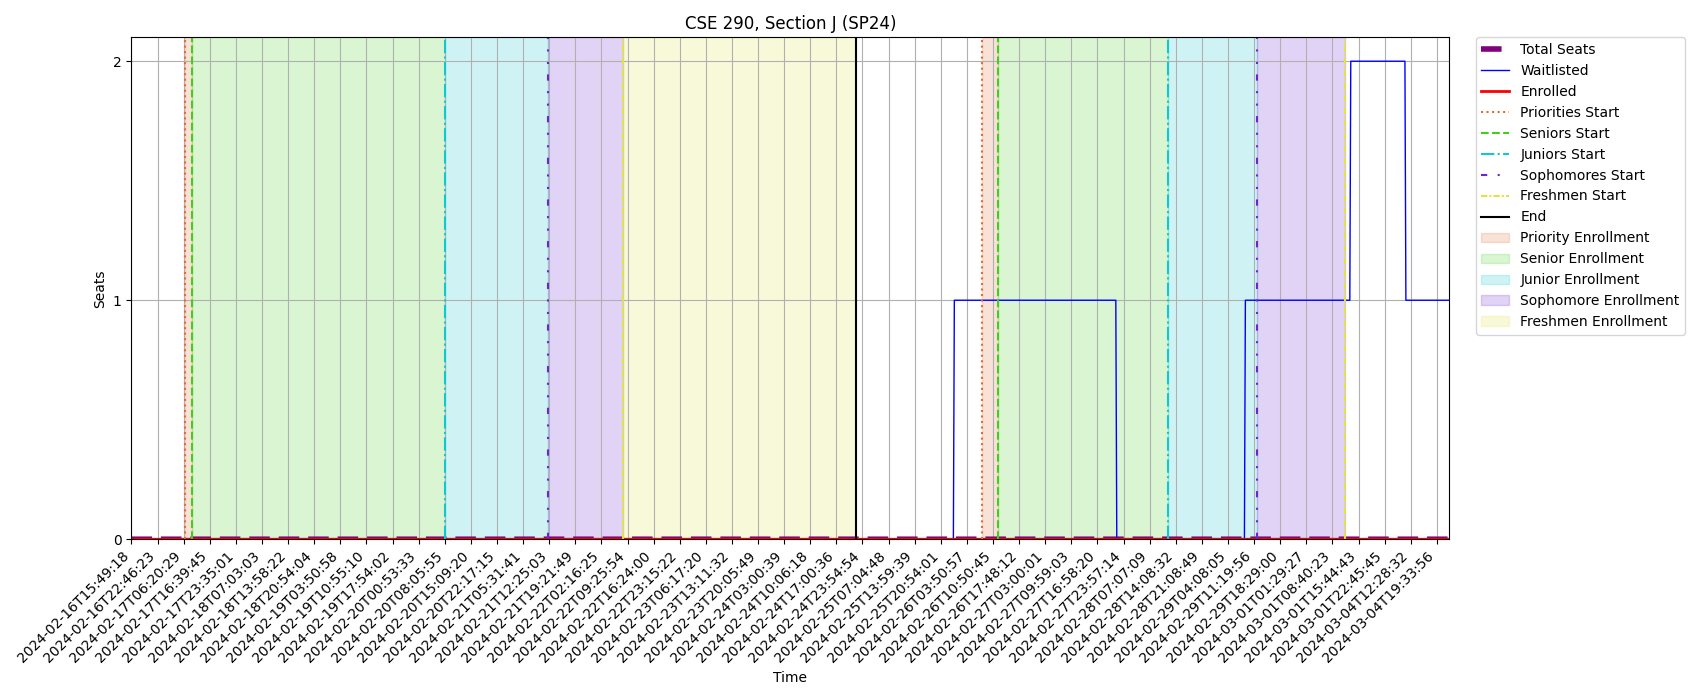 CSE 290, Section J (SP24)
Seats
2
1
0
2024-02-16T15:49:18
2024-02-16T22:46:23
2024-02-17T06:20:29
2024-02-17T16:39:45
2024-02-17T23:35:01
2024-02-18T07:03:03
2024-02-18T13:58:22
2024-02-18T20:54:04
2024-02-19T03:50:58
2024-02-19T10:55:10
2024-02-19T17:54:02
2024-02-20T00:53:33
2024-02-20T08:05:55
2024-02-20T15:09:20
2024-02-20T22:17:15
2024-02-21T05:31:41
2024-02-21T12:25:03
2024-02-21T19:21:49
2024-02-22T02:16:25
2024-02-22T09:25:54
2024-02-22T16:24:00
2024-02-22T23:15:22
2024-02-23T06:17:20
2024-02-23T13:11:32
2024-02-23T20:05:49
2024-02-24T03:00:39
2024-02-24T10:06:18
2024-02-24T17:00:36
2024-02-24T23:54:54
2024-02-25T07:04:48
2024-02-25T13:59:39
2024-02-25T20:54:01
2024-02-26T03:50:57
2024-02-26T10:50:45
2024-02-26T17:48:12
2024-02-27T03:00:01
2024-02-27T09:59:03
2024-02-27T16:58:20
2024-02-27T23:57:14
2024-02-28T07:07:09
2024-02-28T14:08:32
2024-02-28T21:08:49
2024-02-29T04:08:05
2024-02-29T11:19:56
2024-02-29T18:29:00
2024-03-01T01:29:27
2024-03-01T08:40:23
2024-03-01T15:44:43
2024-03-01T22:45:45
2024-03-04T12:28:32
2024-03-04T19:33:56
Time
Total Seats
Waitlisted
Enrolled
Priorities Start
Seniors Start
Juniors Start
Sophomores Start
Freshmen Start
End
Priority Enrollment
Senior Enrollment
Junior Enrollment
Sophomore Enrollment
Freshmen Enrollment